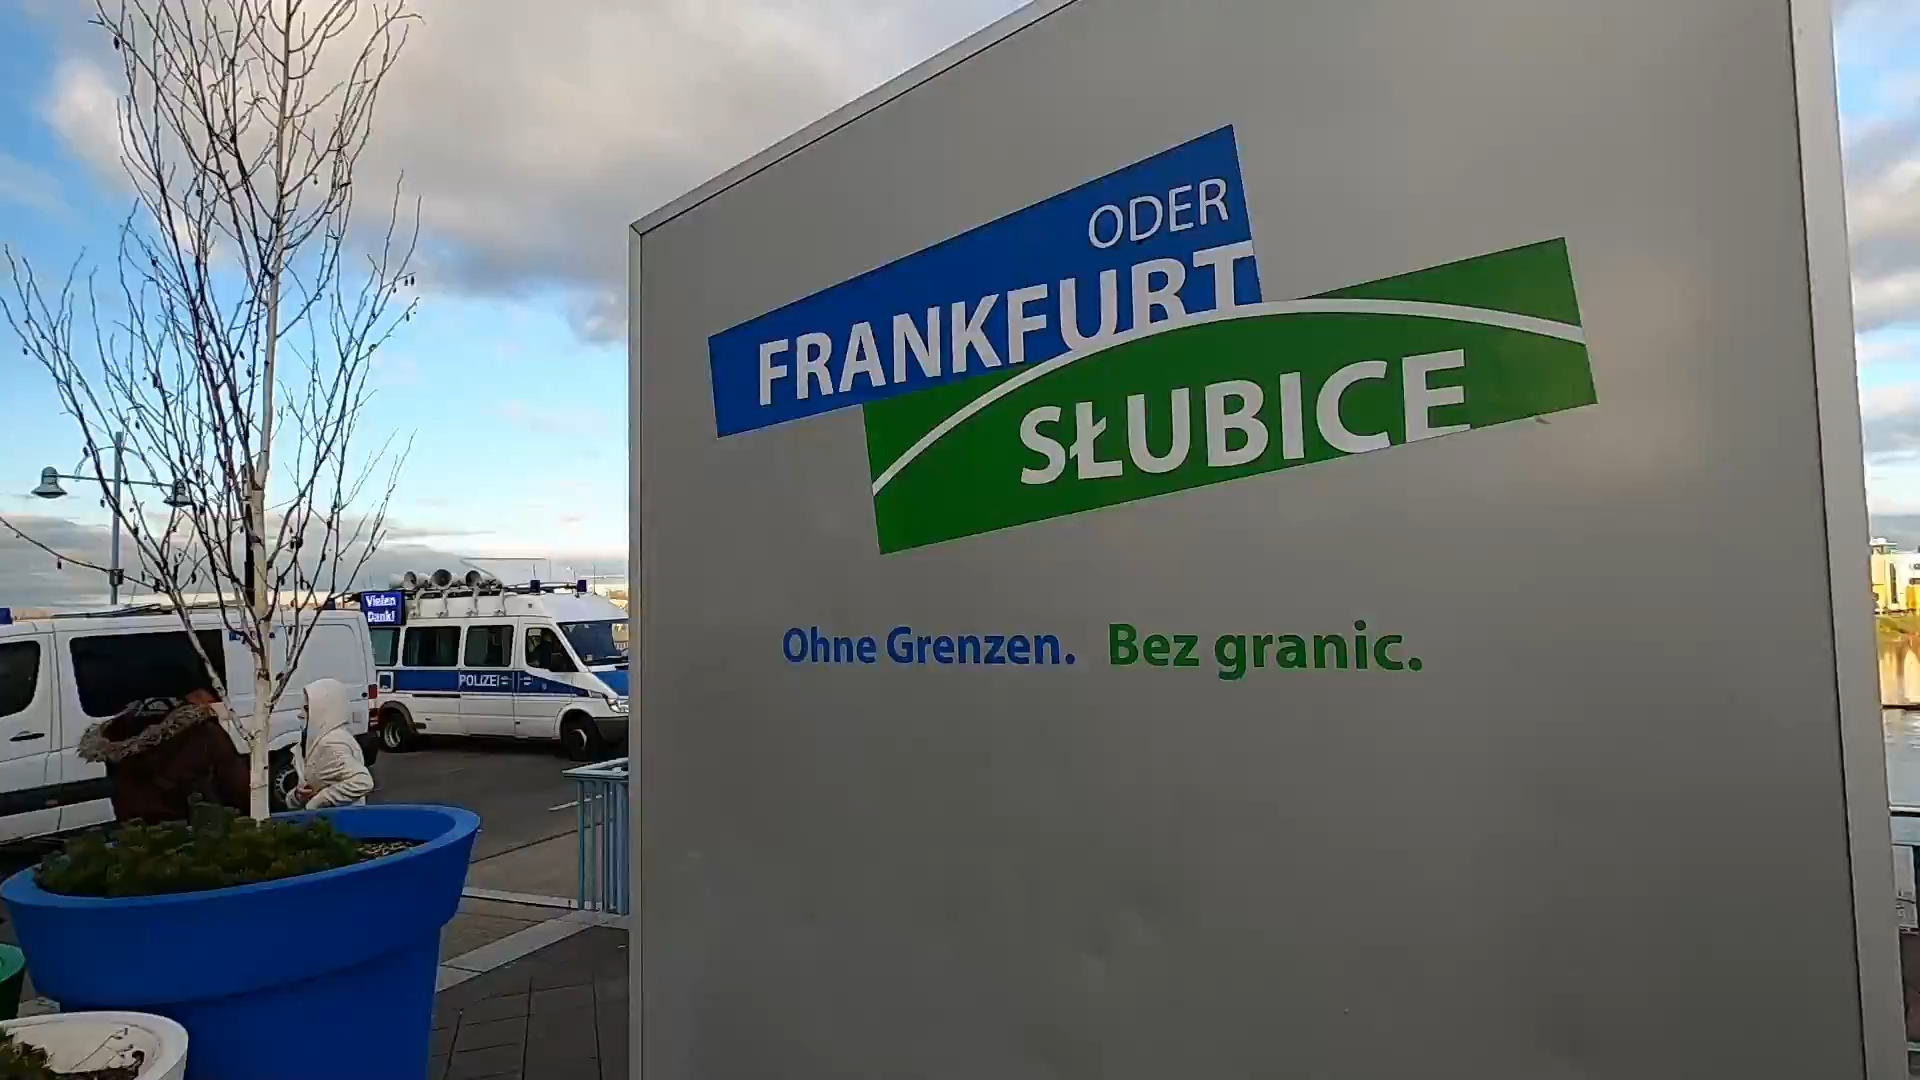 ODER
FRANKFURT
SŁUBICE
Ohne Grenzen. Bez granic.
Vielen
Dank!
POLIZEI